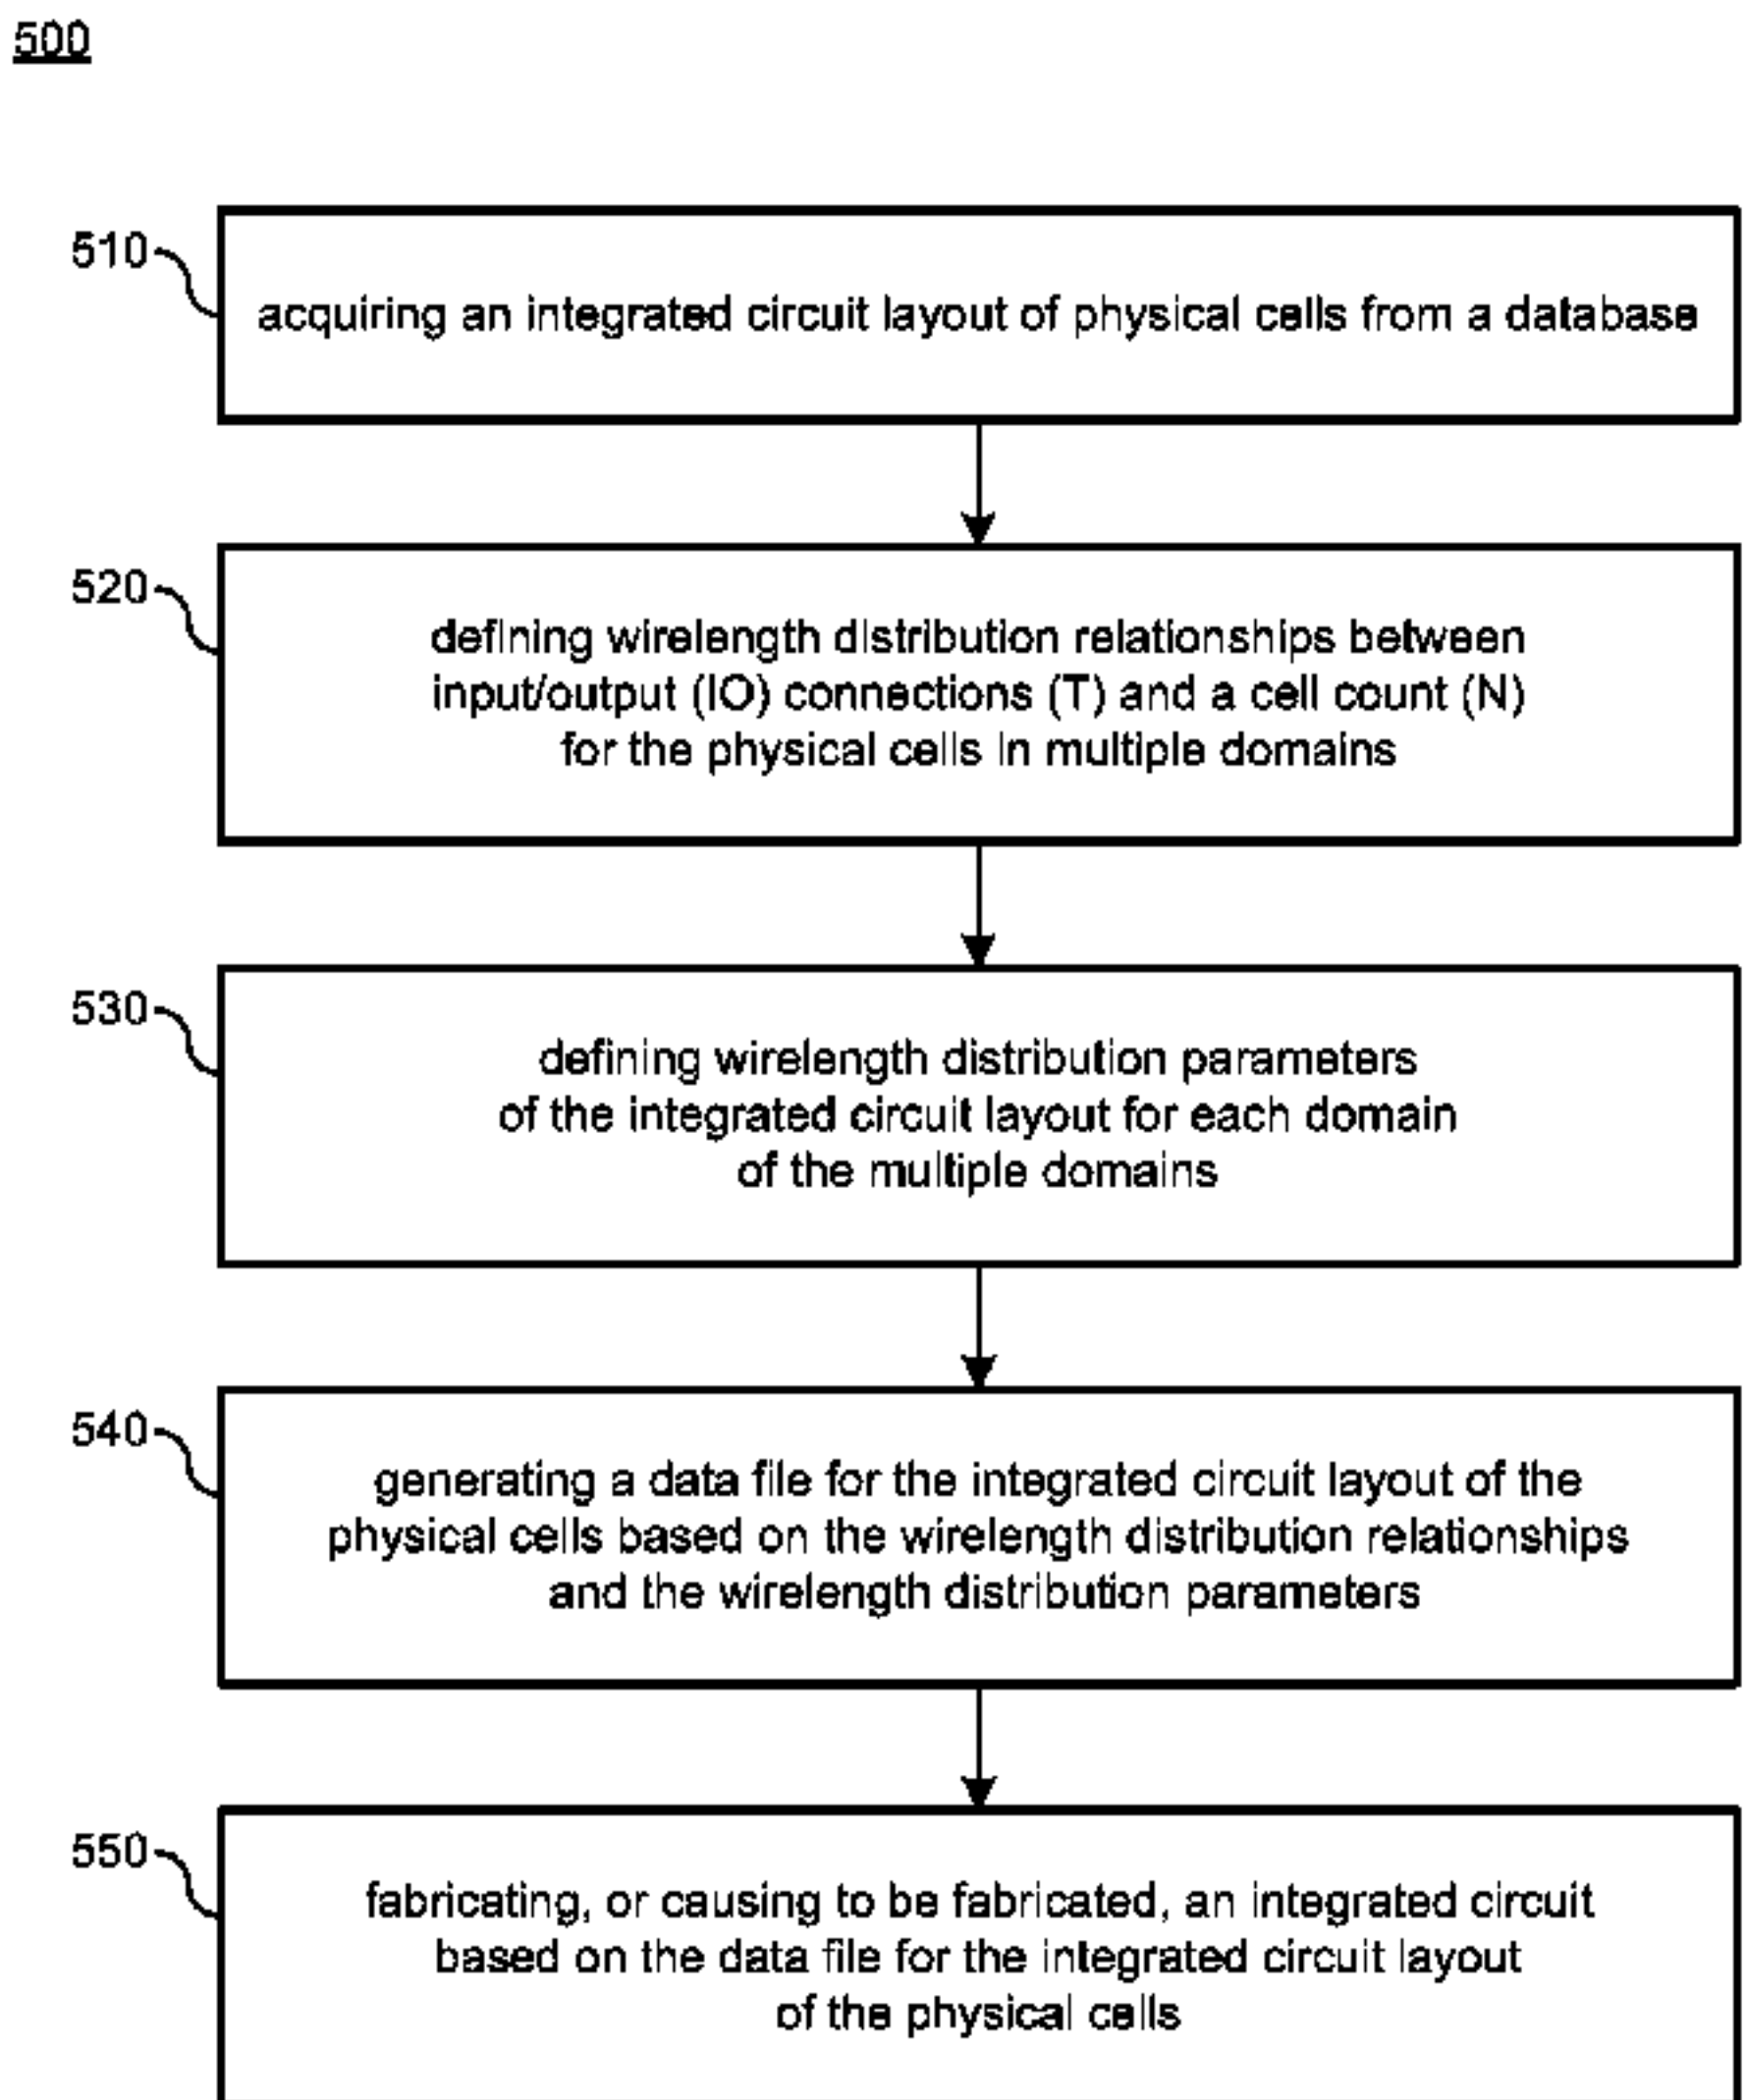 500
510
acquiring an integrated circuit layout of physical cells from a database
520
defining wirelength distribution relationships between
input/output (IO) connections (T) and a cell count (N)
for the physical cells in multiple domains
530
defining wirelength distribution parameters
of the integrated circuit layout for each domain
of the multiple domains
540
generating a data file for the integrated circuit layout of the
physical cells based on the wirelength distribution relationships
and the wirelength distribution parameters
550
fabricating, or causing to be fabricated, an integrated circuit
based on the data file for the integrated circuit layout
of the physical cells